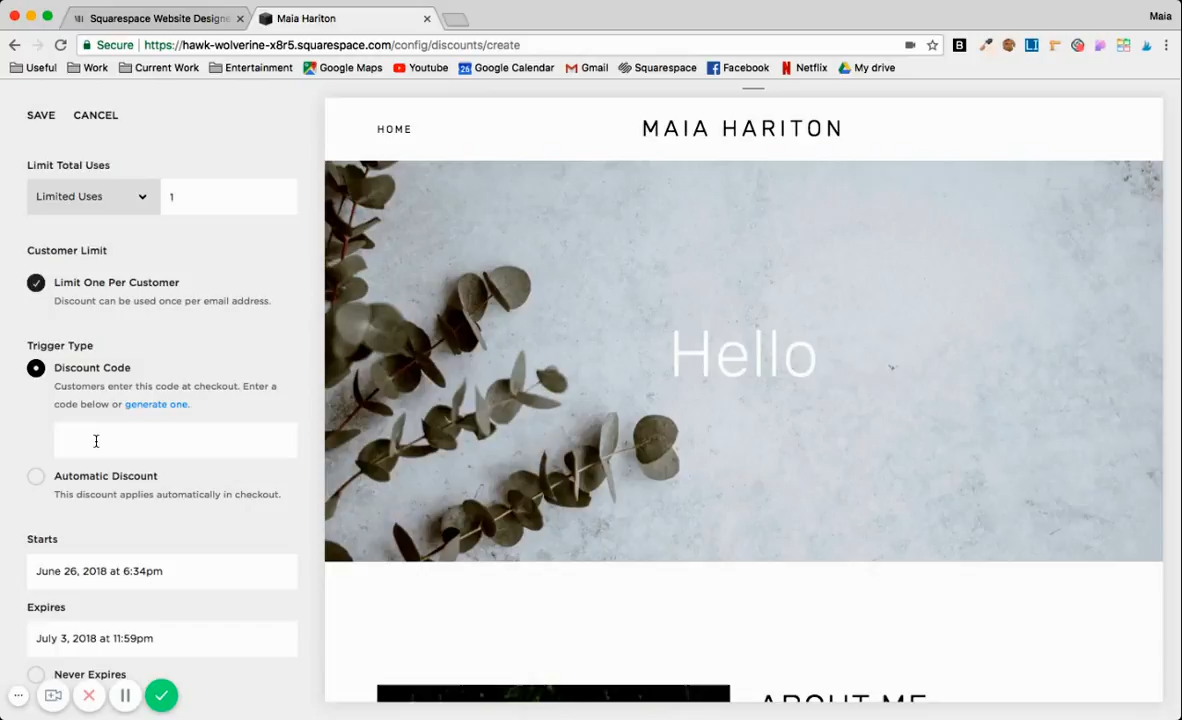 Squarespace Website Designe
Maia Hariton
Maia
Secure
https://hawk-wolverine-x8r5.squarespace.com/config/discounts/create
Useful
Work
Current Work
Entertainment
Google Maps
Youtube
26
Google Calendar
Gmail
Squarespace
Facebook
Netflix
My drive
SAVE
CANCEL
HOME
MAIA HARITON
Limit Total Uses
Limited Uses
1
Customer Limit
Limit One Per Customer
Discount can be used once per email address.
Hello
Trigger Type
Discount Code
Customers enter this code at checkout. Enter a
code below or generate one.
Automatic Discount
This discount applies automatically in checkout.
Starts
June 26, 2018 at 6:34pm
Expires
July 3, 2018 at 11:59pm
Never Expires
ABOUT ME